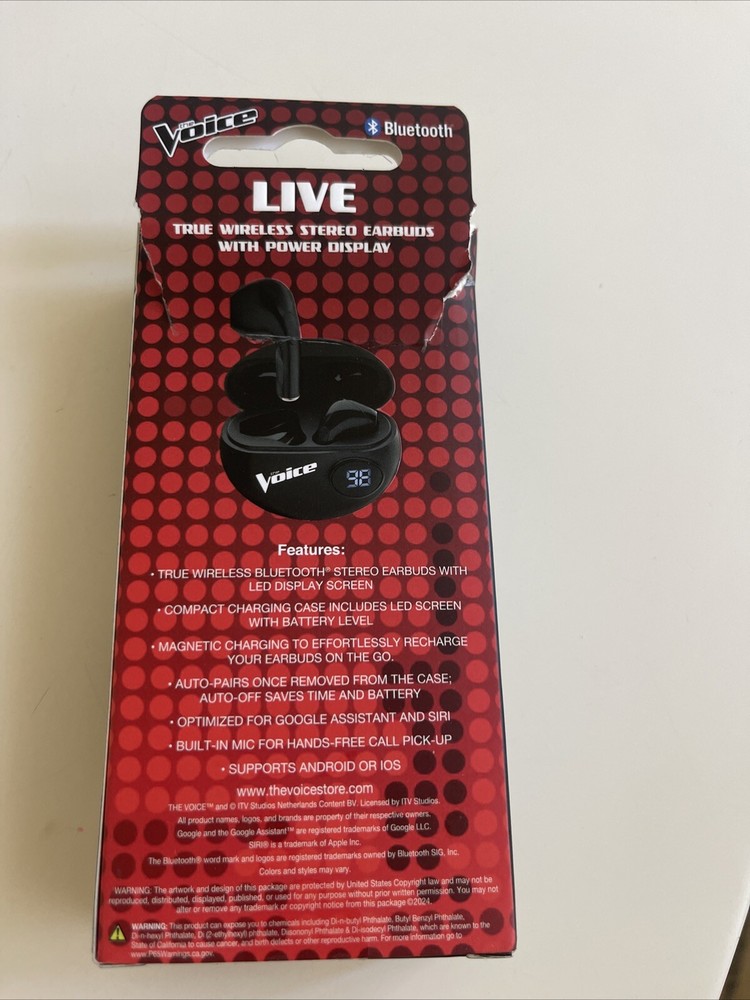 the Voice
Bluetooth
LIVE
TRUE WIRELESS STEREO EARBUDS
WITH POWER DISPLAY
the Voice
98
Features:
• TRUE WIRELESS BLUETOOTH® STEREO EARBUDS WITH
LED DISPLAY SCREEN
• COMPACT CHARGING CASE INCLUDES LED SCREEN
WITH BATTERY LEVEL
• MAGNETIC CHARGING TO EFFORTLESSLY RECHARGE
YOUR EARBUDS ON THE GO.
• AUTO-PAIRS ONCE REMOVED FROM THE CASE;
AUTO-OFF SAVES TIME AND BATTERY
• OPTIMIZED FOR GOOGLE ASSISTANT AND SIRI
• BUILT-IN MIC FOR HANDS-FREE CALL PICK-UP
• SUPPORTS ANDROID OR IOS
www.thevoicestore.com
THE VOICE™ and © ITV Studios Netherlands Content BV. Licensed by ITV Studios.
All product names, logos, and brands are property of their respective owners.
Google and the Google Assistant™ are registered trademarks of Google LLC.
SIRI® is a trademark of Apple Inc.
The Bluetooth® word mark and logos are registered trademarks owned by Bluetooth SIG, Inc.
Colors and styles may vary.
WARNING: The artwork and design of this package are protected by United States Copyright law and may not be
reproduced, distributed, displayed, published, or used for any purpose without prior written permission. You may not
alter or remove any trademark or copyright notice from this package ©2024.
WARNING: This product can expose you to chemicals including Di-n-butyl Phthalate, Butyl Benzyl Phthalate,
Di-n-hexyl Phthalate, Di (2-ethylhexyl) phthalate, Diisononyl Phthalate & Di-isodecyl phthalate, which are known to the
State of California to cause cancer, and birth defects or other reproductive harm. For more information go to
www.P65Warnings.ca.gov.